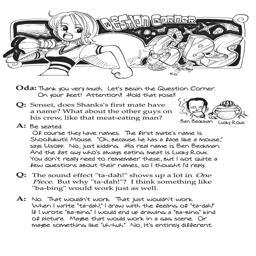 QUESTION CORNER
Oda: Thank you very much. Let's begin the Question Corner.
On your feet! Attention! Hold that pose!!
Q: Sensei, does Shanks's first mate have
a name? What about the other guys on
his crew, like that meat-eating man?
Ben Beckman
Lucky Roux
A: Be seated.
Of course they have names. The first mate's name is
Shoofukutli Mouse. "Oh, because he has a face like a mouse,"
says Usopp. No, just kidding. His real name is Ben Beckman.
And the fat guy who's always eating meat is Lucky Roux.
You don't really need to remember these, but I got quite a
few questions about their names, so I thought I'd reply.
Q: The sound effect "ta-dah!" shows up a lot in One
Piece. But why "ta-dah!"? I think something like
"ba-bing" would work just as well.
A: No. That wouldn't work. That just wouldn't work.
When I write "ta-dah!," I draw with the feeling of "ta-dah!"
If I wrote "ba-bing," I would end up drawing a "ba-bing" kind
of picture. Maybe that would work in a war scene. Or
maybe something like "uh-huh." No, it's entirely different.